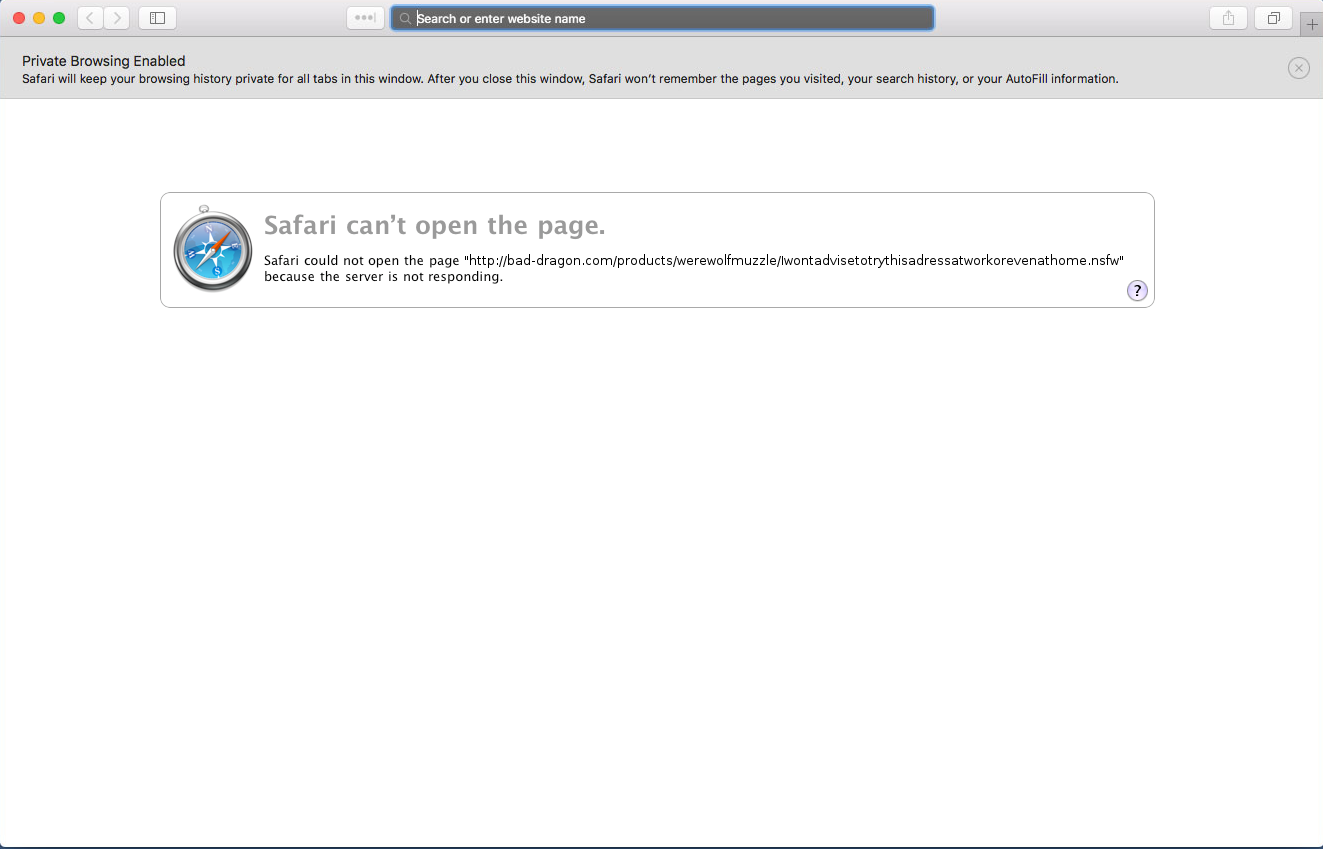 Search or enter website name
Private Browsing Enabled
Safari will keep your browsing history private for all tabs in this window. After you close this window, Safari won't remember the pages you visited, your search history, or your AutoFill information.
Safari can't open the page.
Safari could not open the page "http://bad-dragon.com/products/werewolfmuzzle/Iwontadvisetotrythisadressatworkorevenathome.nsfw"
because the server is not responding.
?